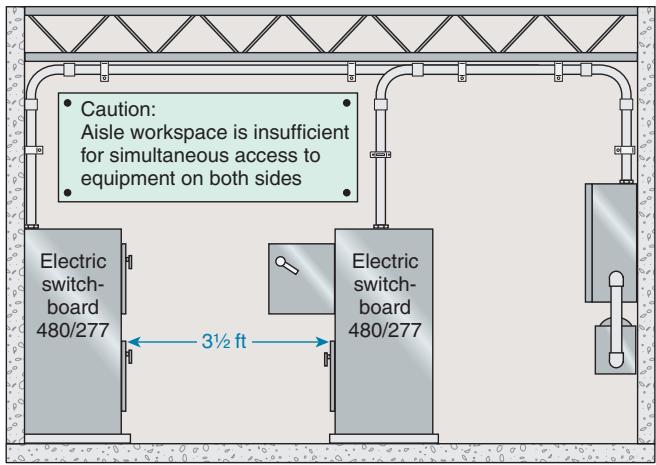 Caution:
Aisle workspace is insufficient
for simultaneous access to
equipment on both sides
Electric
switch-
board
480/277
3½ ft
Electric
switch-
board
480/277